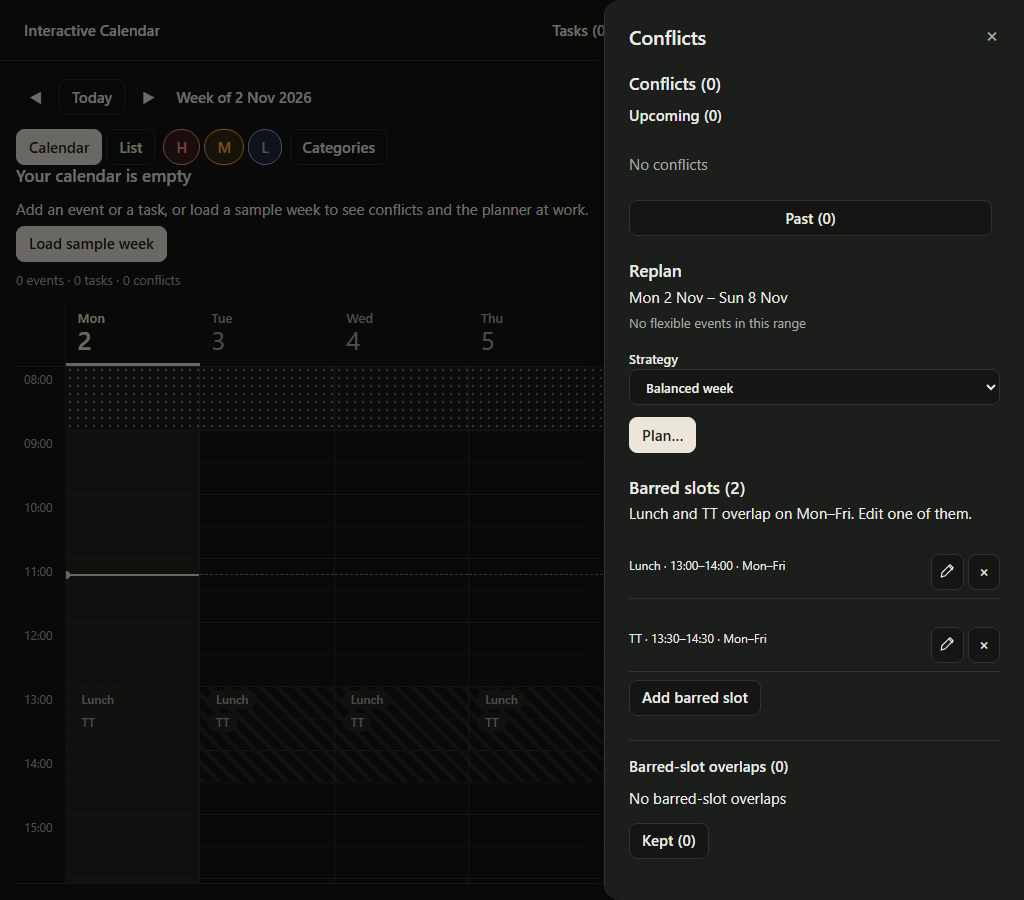 Interactive Calendar
Tasks (0
◀ Today ▶ Week of 2 Nov 2026
Calendar List H M L Categories
Your calendar is empty
Add an event or a task, or load a sample week to see conflicts and the planner at work.
Load sample week
0 events · 0 tasks · 0 conflicts
Mon Tue Wed Thu
2 3 4 5
08:00
09:00
10:00
11:00
12:00
13:00 Lunch Lunch Lunch Lunch
TT TT TT TT
14:00
15:00
Conflicts ×
Conflicts (0)
Upcoming (0)
No conflicts
Past (0)
Replan
Mon 2 Nov – Sun 8 Nov
No flexible events in this range
Strategy
Balanced week
Plan...
Barred slots (2)
Lunch and TT overlap on Mon–Fri. Edit one of them.
Lunch · 13:00–14:00 · Mon–Fri ×
TT · 13:30–14:30 · Mon–Fri ×
Add barred slot
Barred-slot overlaps (0)
No barred-slot overlaps
Kept (0)